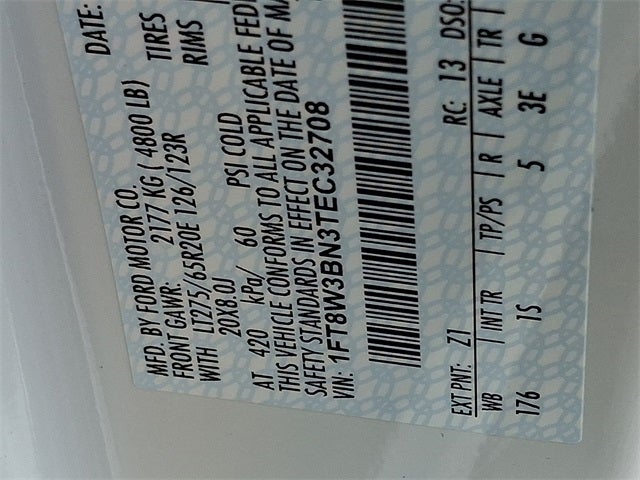 MFD. BY FORD MOTOR CO. DATE:
FRONT GAWR: 2177 KG ( 4800 LB)
WITH LT275/65R20E 126/123R TIRES
20X8.0J RIMS
AT 420 kPa/ 60 PSI COLD
THIS VEHICLE CONFORMS TO ALL APPLICABLE FED
SAFETY STANDARDS IN EFFECT ON THE DATE OF MA
VIN: 1FT8W3BN3TEC32708
EXT PNT: Z1 RC: 13 DSO:
WB | INT TR | TP/PS | R | AXLE | TR |
176 1S 5 3E G